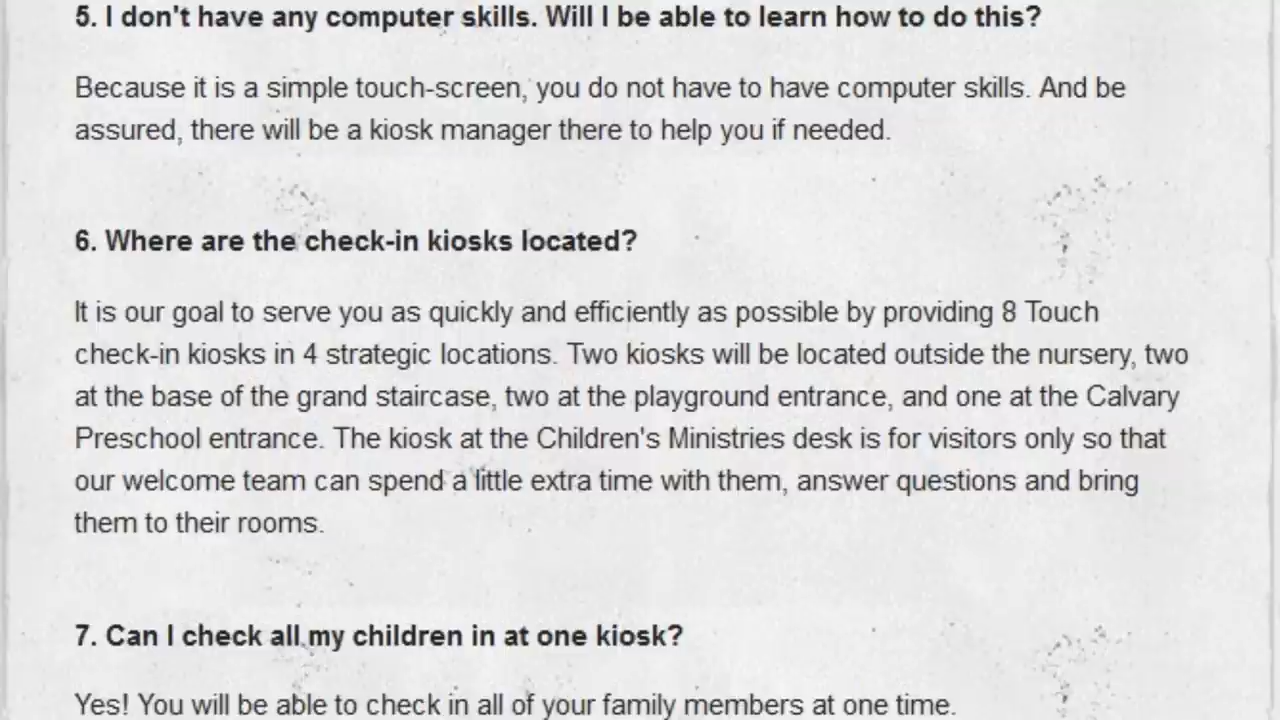 5. I don't have any computer skills. Will I be able to learn how to do this?
Because it is a simple touch-screen, you do not have to have computer skills. And be
assured, there will be a kiosk manager there to help you if needed.
6. Where are the check-in kiosks located?
It is our goal to serve you as quickly and efficiently as possible by providing 8 Touch
check-in kiosks in 4 strategic locations. Two kiosks will be located outside the nursery, two
at the base of the grand staircase, two at the playground entrance, and one at the Calvary
Preschool entrance. The kiosk at the Children's Ministries desk is for visitors only so that
our welcome team can spend a little extra time with them, answer questions and bring
them to their rooms.
7. Can I check all my children in at one kiosk?
Yes! You will be able to check in all of your family members at one time.